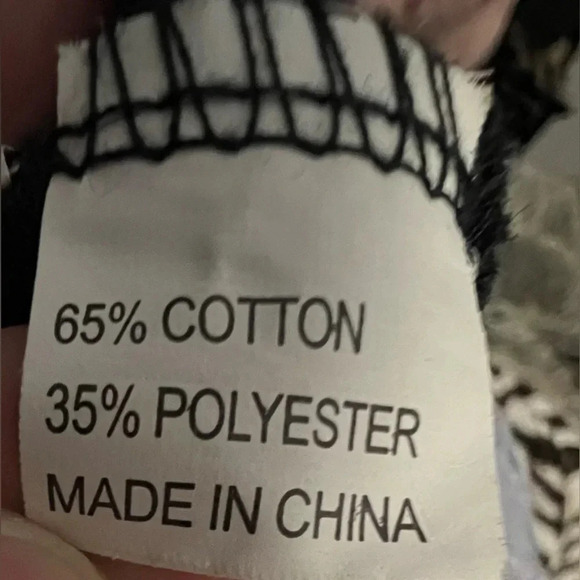 65% COTTON
35% POLYESTER
MADE IN CHINA